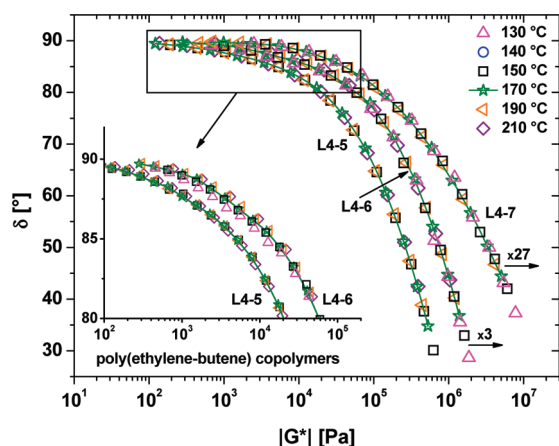 90
80
70
60
50
40
30
δ [°]
10¹ 10² 10³ 10⁴ 10⁵ 10⁶ 10⁷
|G*| [Pa]
130 °C
140 °C
150 °C
170 °C
190 °C
210 °C
L4-5
L4-6
L4-7
x27
x3
90
85
80
L4-5
L4-6
10² 10³ 10⁴ 10⁵
poly(ethylene-butene) copolymers